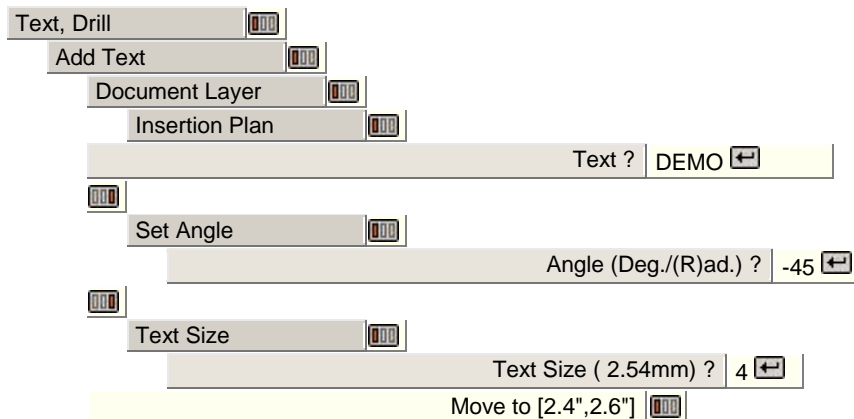 Text, Drill
Add Text
Document Layer
Insertion Plan
Text ? DEMO
Set Angle
Angle (Deg./(R)ad.) ? -45
Text Size
Text Size ( 2.54mm) ? 4
Move to [2.4",2.6"]